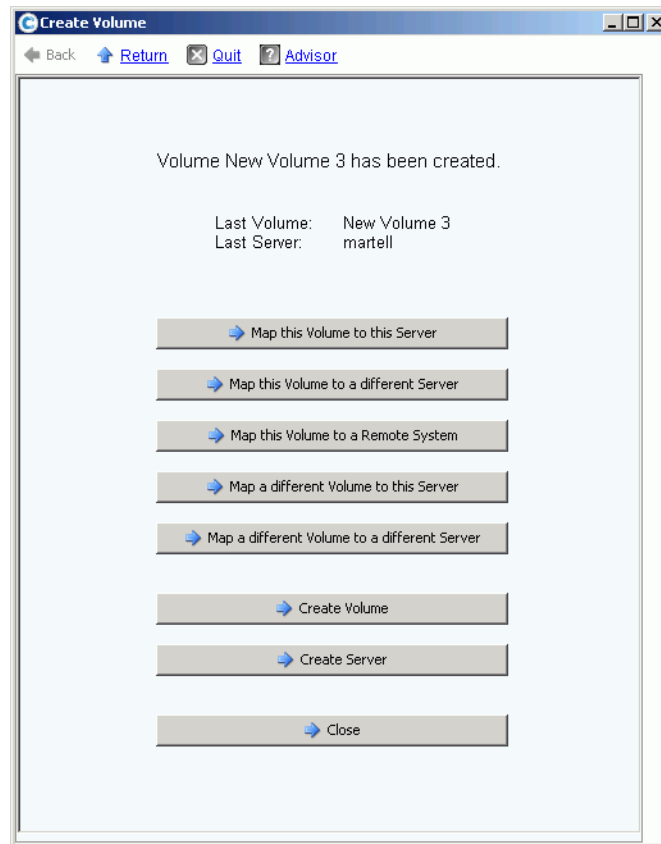 Create Volume
Back Return Quit Advisor
Volume New Volume 3 has been created.
Last Volume: New Volume 3
Last Server: martell
Map this Volume to this Server
Map this Volume to a different Server
Map this Volume to a Remote System
Map a different Volume to this Server
Map a different Volume to a different Server
Create Volume
Create Server
Close